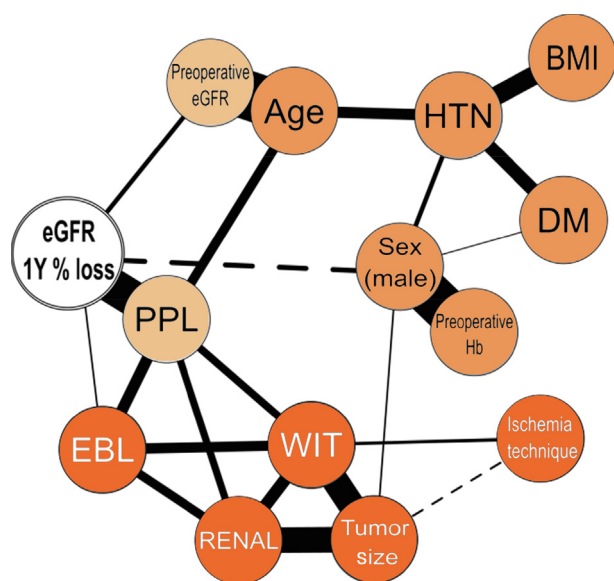 Preoperative
eGFR
Age
HTN
BMI
DM
eGFR
1Y % loss
Sex
(male)
PPL
Preoperative
Hb
EBL
WIT
Ischemia
technique
RENAL
Tumor
size